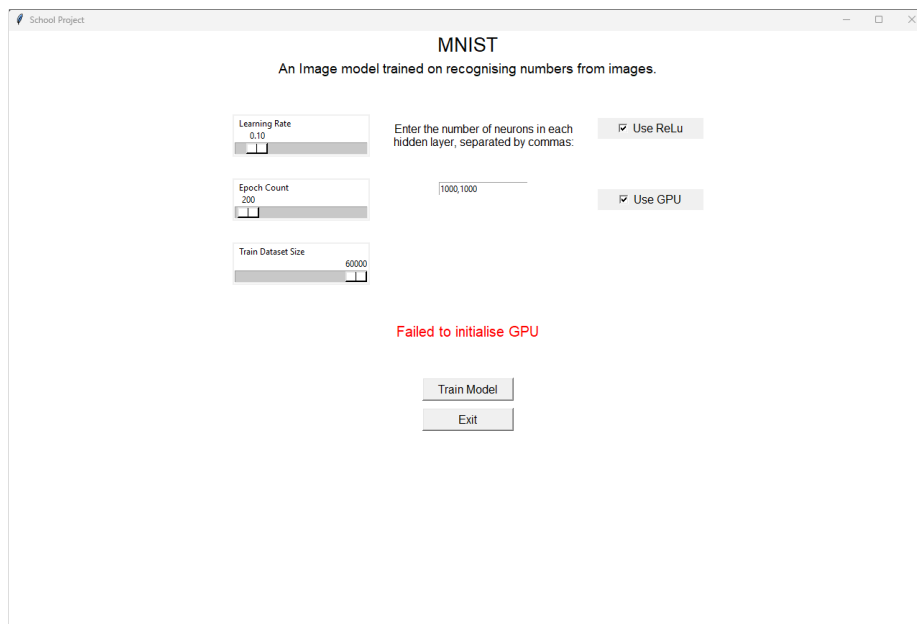 School Project
MNIST
An Image model trained on recognising numbers from images.
Learning Rate
0.10
Enter the number of neurons in each
hidden layer, separated by commas:
Use ReLu
Epoch Count
200
1000,1000
Use GPU
Train Dataset Size
60000
Failed to initialise GPU
Train Model
Exit